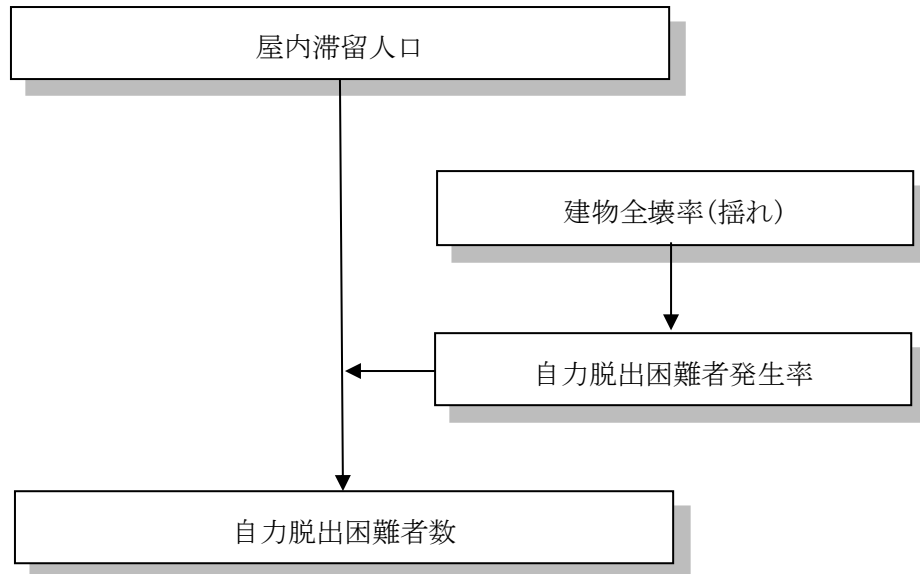 屋内滞留人口
建物全壊率(揺れ)
自力脱出困難者発生率
自力脱出困難者数